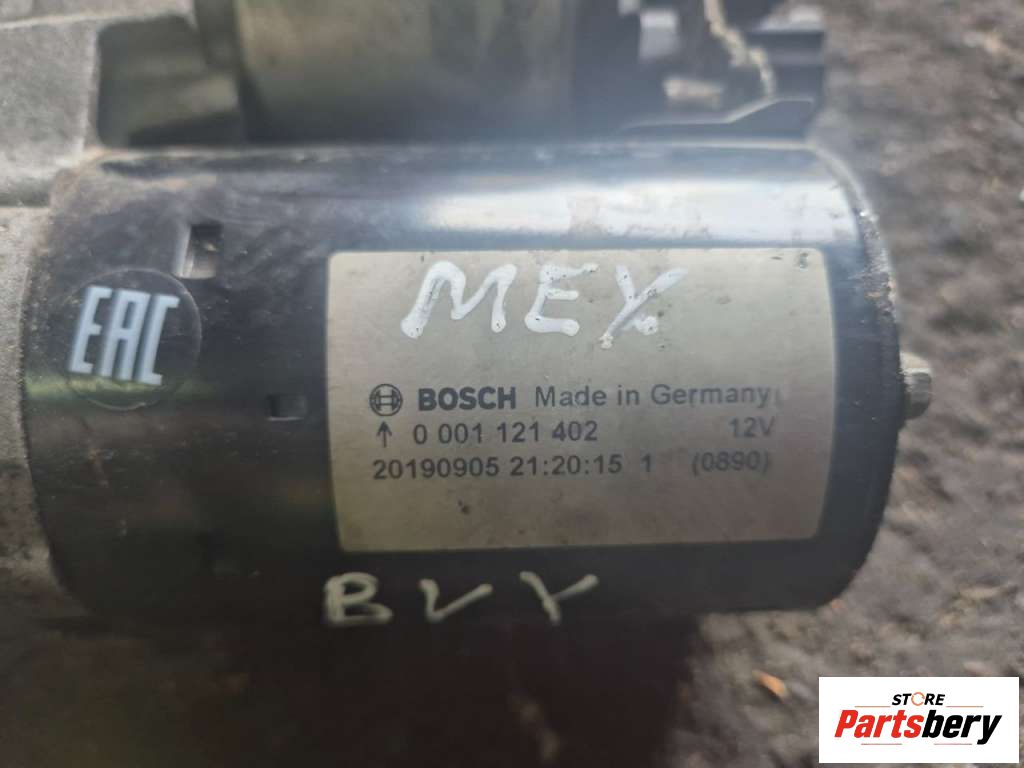 MEX
EAC
BOSCH Made in Germany
↑ 0 001 121 402 12V
20190905 21:20:15 1 (0890)
BVY
STORE
Partsbery